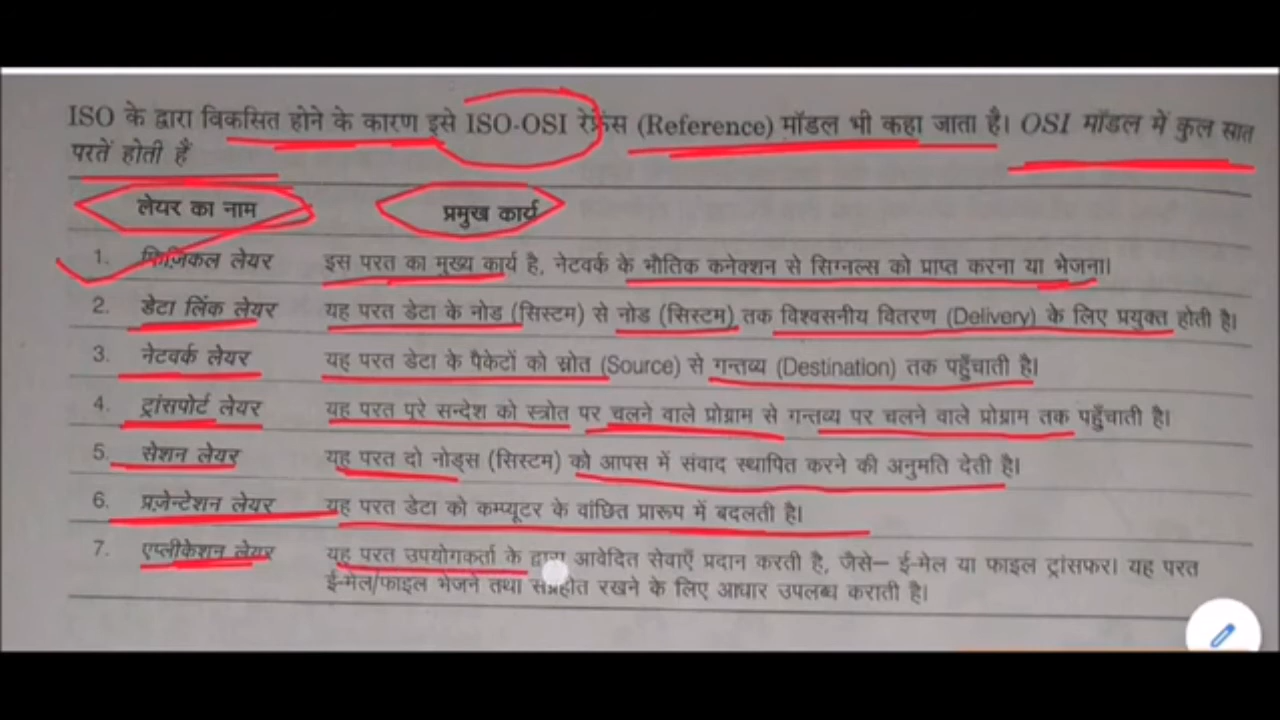 ISO के द्वारा विकसित होने के कारण इसे ISO-OSI रेफ्रेंस (Reference) मॉडल भी कहा जाता है। OSI मॉडल में कुल सात
परतें होती हैं
लेयर का नाम प्रमुख कार्य
1. फिज़िकल लेयर इस परत का मुख्य कार्य है, नेटवर्क के भौतिक कनेक्शन से सिग्नल्स को प्राप्त करना या भेजना।
2. डेटा लिंक लेयर यह परत डेटा के नोड (सिस्टम) से नोड (सिस्टम) तक विश्वसनीय वितरण (Delivery) के लिए प्रयुक्त होती है।
3. नेटवर्क लेयर यह परत डेटा के पैकेटों को स्रोत (Source) से गन्तव्य (Destination) तक पहुँचाती है।
4. ट्रांसपोर्ट लेयर यह परत पूरे सन्देश को स्त्रोत पर चलने वाले प्रोग्राम से गन्तव्य पर चलने वाले प्रोग्राम तक पहुँचाती है।
5. सेशन लेयर यह परत दो नोड्स (सिस्टम) को आपस में संवाद स्थापित करने की अनुमति देती है।
6. प्रज़ेन्टेशन लेयर यह परत डेटा को कम्प्यूटर के वांछित प्रारूप में बदलती है।
7. एप्लीकेशन लेयर यह परत उपयोगकर्ता के द्वारा आवेदित सेवाएँ प्रदान करती है, जैसे– ई-मेल या फाइल ट्रांसफर। यह परत
ई-मेल/फाइल भेजने तथा संग्रहीत रखने के लिए आधार उपलब्ध कराती है।